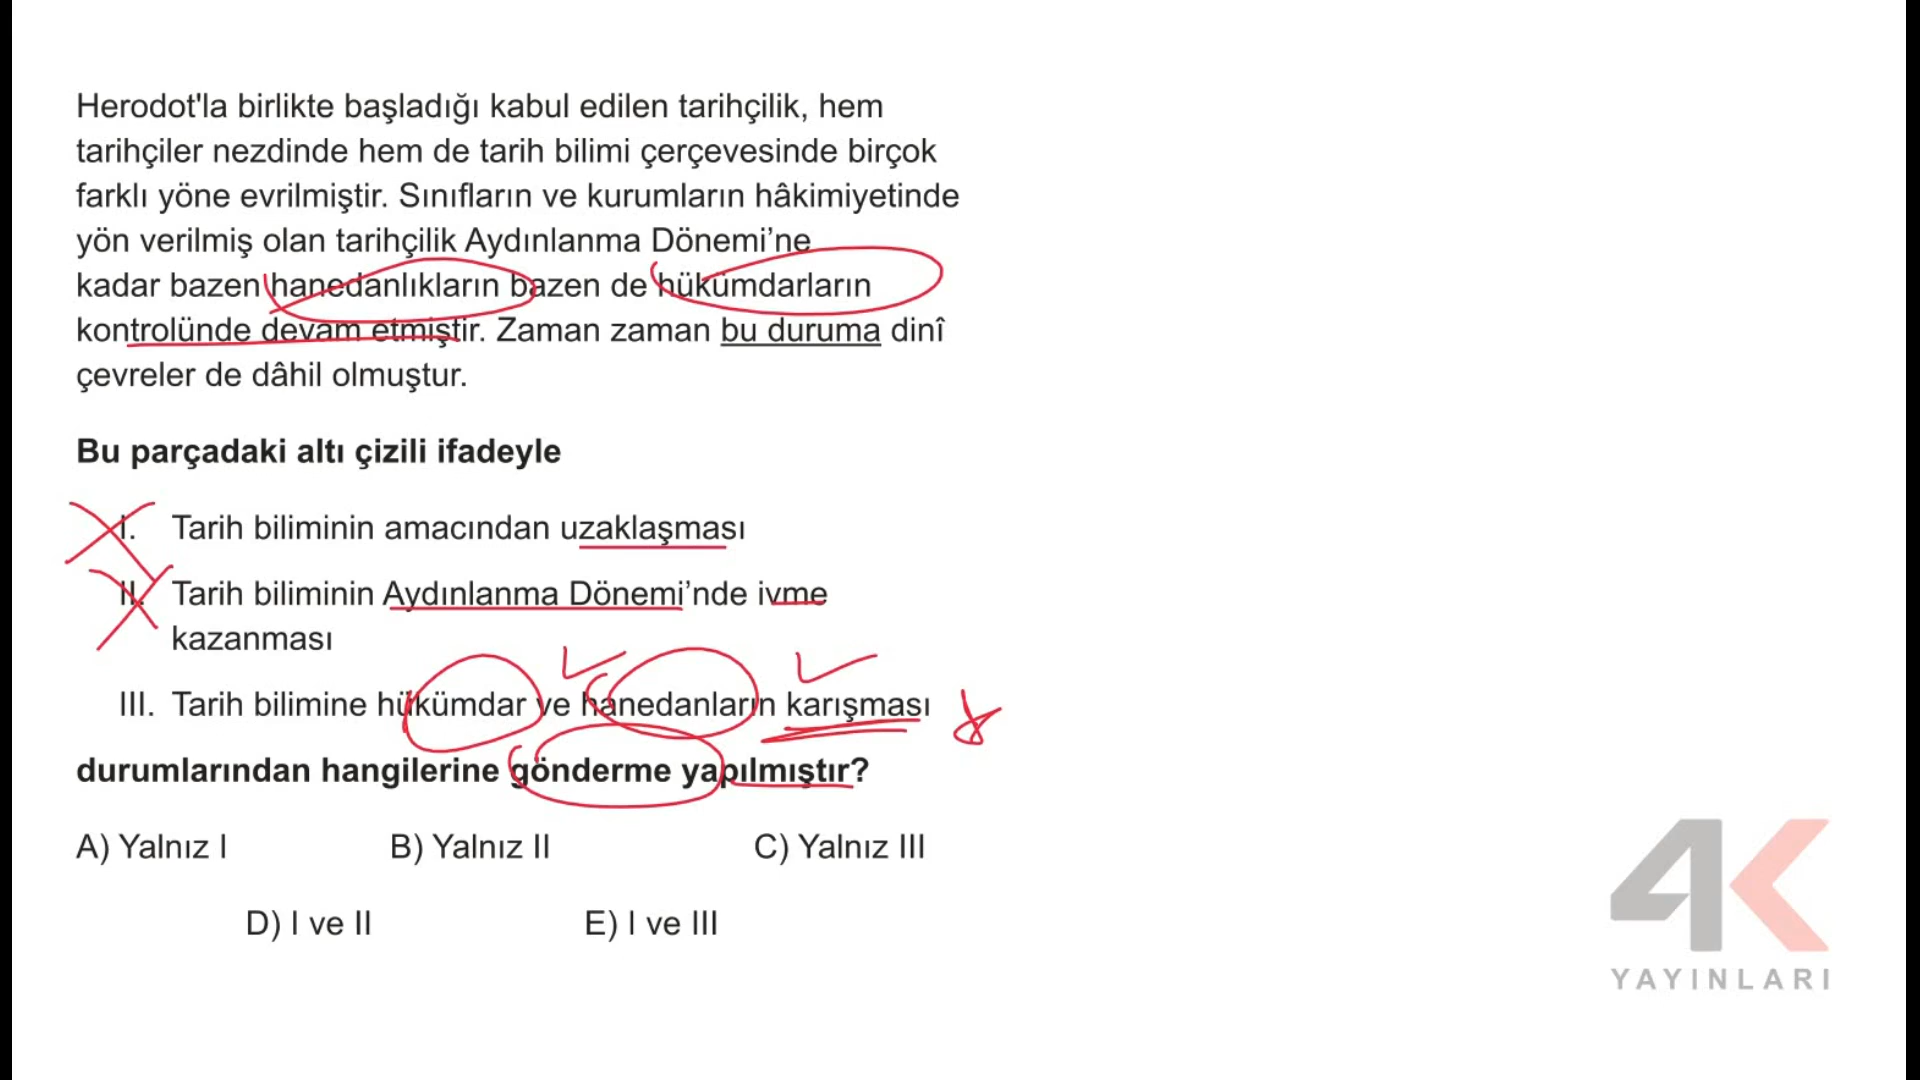 Herodot'la birlikte başladığı kabul edilen tarihçilik, hem
tarihçiler nezdinde hem de tarih bilimi çerçevesinde birçok
farklı yöne evrilmiştir. Sınıfların ve kurumların hâkimiyetinde
yön verilmiş olan tarihçilik Aydınlanma Dönemi’ne
kadar bazen hanedanlıkların bazen de hükümdarların
kontrolünde devam etmiştir. Zaman zaman bu duruma dinî
çevreler de dâhil olmuştur.
Bu parçadaki altı çizili ifadeyle
I. Tarih biliminin amacından uzaklaşması
II. Tarih biliminin Aydınlanma Dönemi’nde ivme
kazanması
III. Tarih bilimine hükümdar ve hanedanların karışması
durumlarından hangilerine gönderme yapılmıştır?
A) Yalnız I B) Yalnız II C) Yalnız III
D) I ve II E) I ve III
4K
YAYINLARI